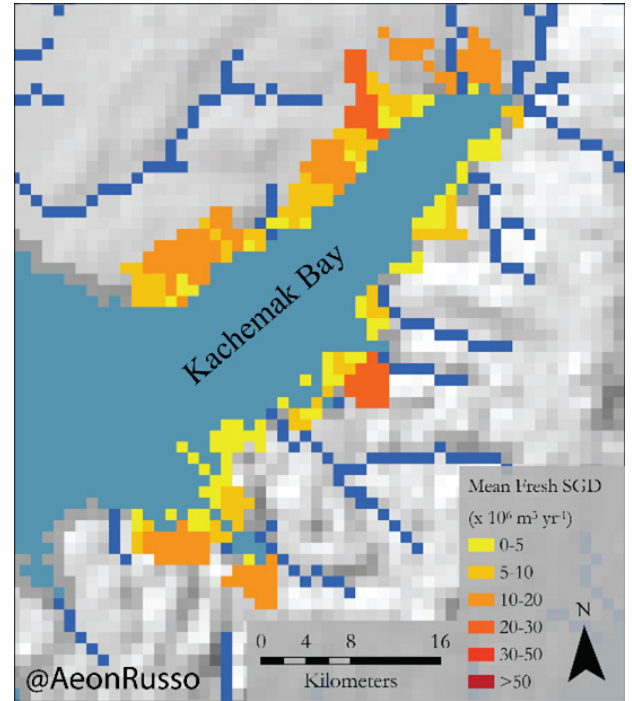 Kachemak Bay
Mean Fresh SGD
(x 10⁶ m³ yr⁻¹)
0-5
5-10
10-20
20-30
30-50
>50
N
0 4 8 16
Kilometers
@AeonRusso